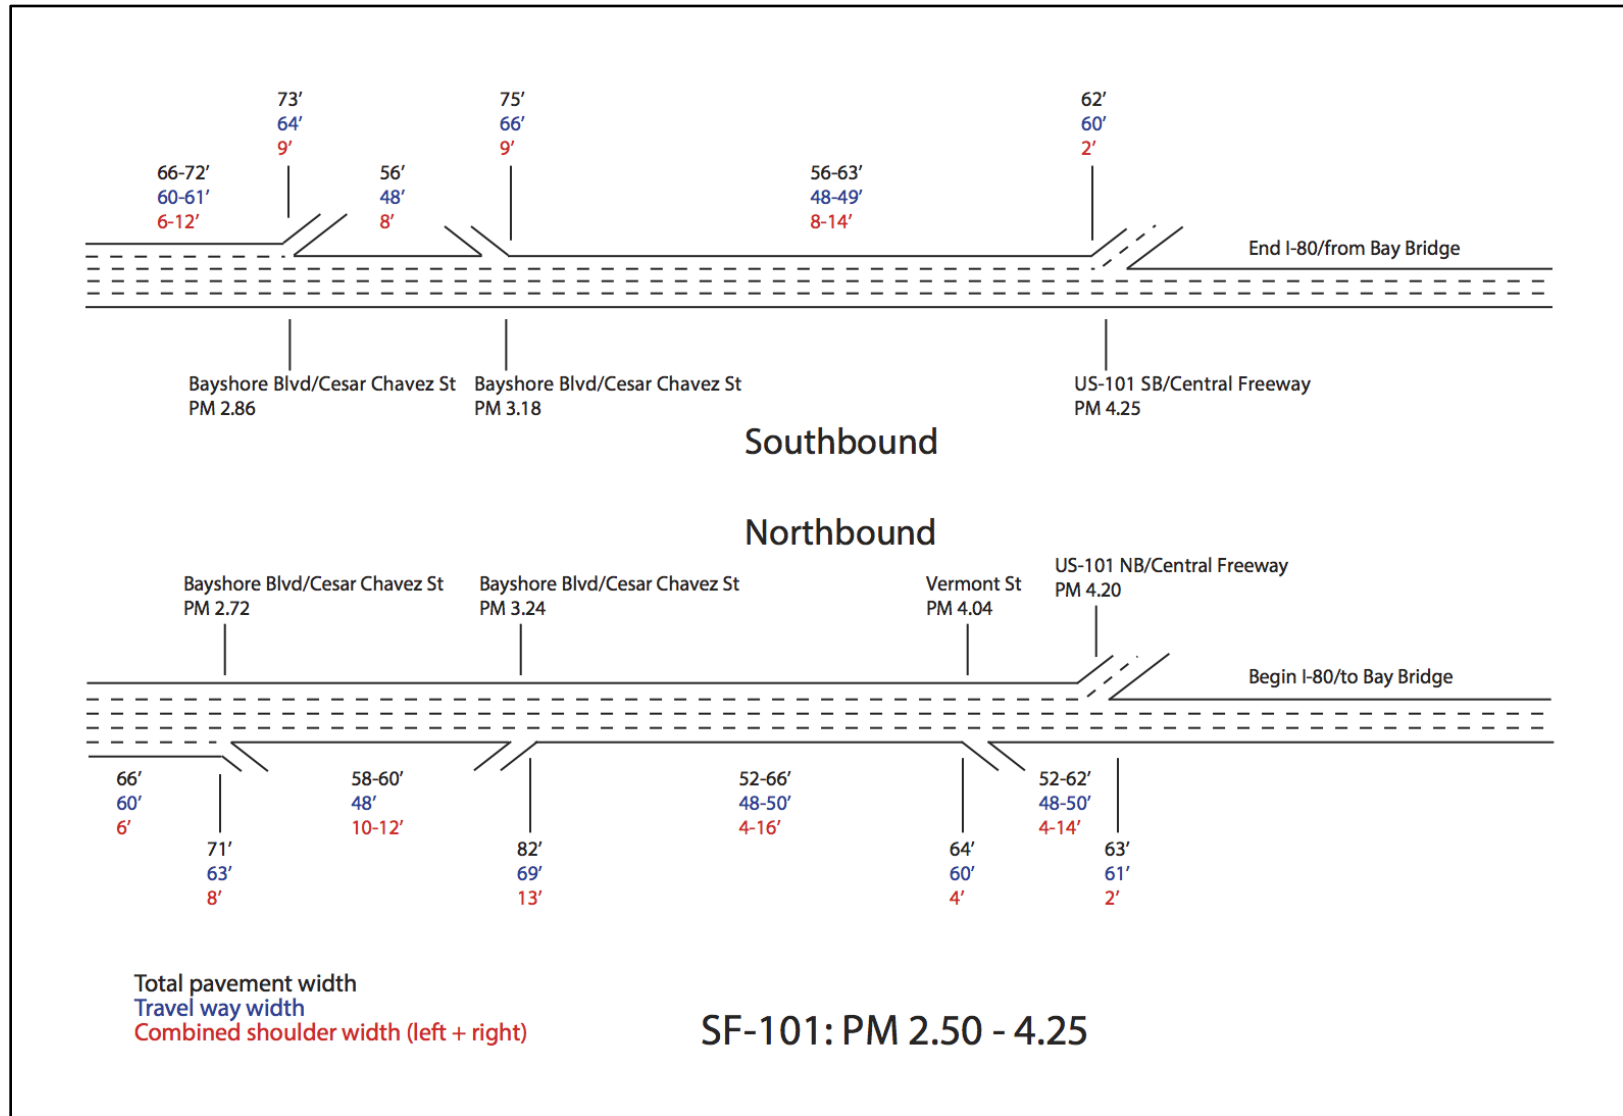 73’
64’
9’
75’
66’
9’
62’
60’
2’
66-72’
60-61’
6-12’
56’
48’
8’
56-63’
48-49’
8-14’
End I-80/from Bay Bridge
Bayshore Blvd/Cesar Chavez St
PM 2.86
Bayshore Blvd/Cesar Chavez St
PM 3.18
US-101 SB/Central Freeway
PM 4.25
Southbound
Northbound
Bayshore Blvd/Cesar Chavez St
PM 2.72
Bayshore Blvd/Cesar Chavez St
PM 3.24
Vermont St
PM 4.04
US-101 NB/Central Freeway
PM 4.20
Begin I-80/to Bay Bridge
66’
60’
6’
58-60’
48’
10-12’
52-66’
48-50’
4-16’
52-62’
48-50’
4-14’
71’
63’
8’
82’
69’
13’
64’
60’
4’
63’
61’
2’
Total pavement width
Travel way width
Combined shoulder width (left + right)
SF-101: PM 2.50 - 4.25